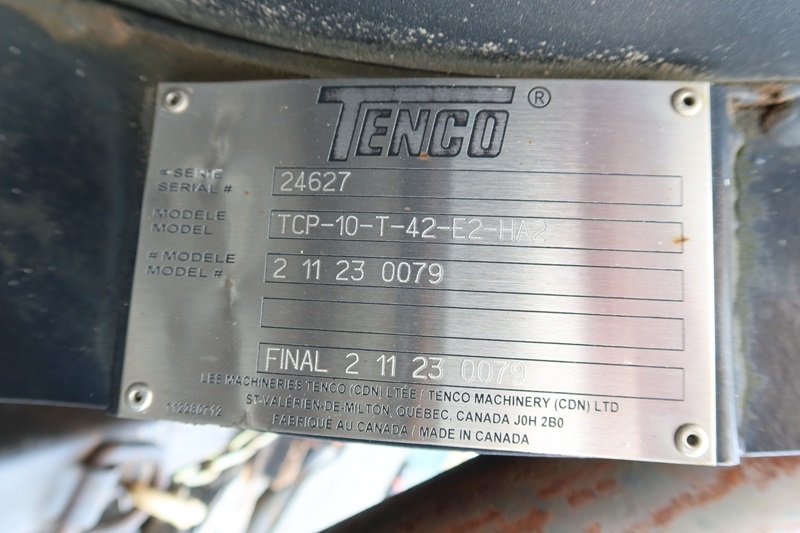 TENCO ®
# SERIE
SERIAL # 24627
MODÈLE
MODEL TCP-10-T-42-E2-HA2
# MODÈLE
MODEL # 2 11 23 0079
FINAL 2 11 23 0079
LES MACHINERIES TENCO (CDN) LTÉE / TENCO MACHINERY (CDN) LTD
ST-VALÉRIEN-DE-MILTON, QUÉBEC, CANADA J0H 2B0
FABRIQUÉ AU CANADA / MADE IN CANADA